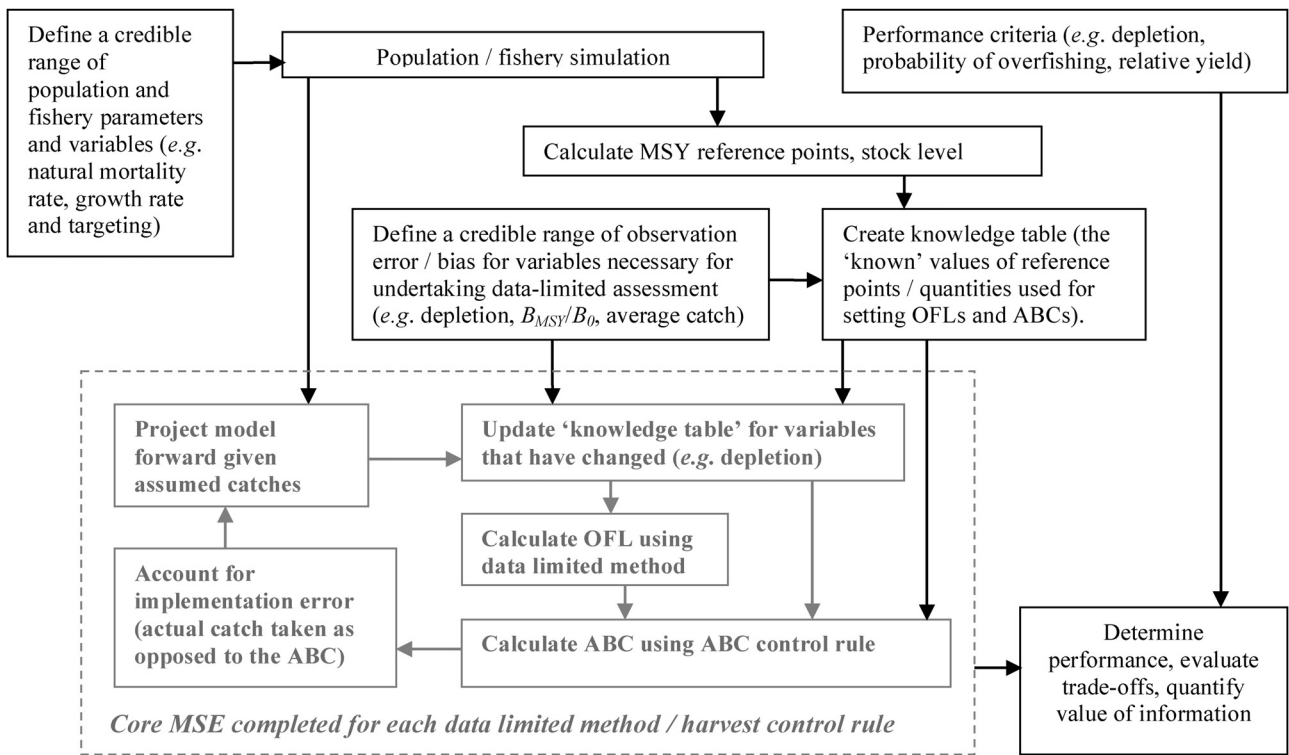 Define a credible
range of
population and
fishery parameters
and variables (e.g.
natural mortality
rate, growth rate
and targeting)
Population / fishery simulation
Performance criteria (e.g. depletion,
probability of overfishing, relative yield)
Calculate MSY reference points, stock level
Define a credible range of observation
error / bias for variables necessary for
undertaking data-limited assessment
(e.g. depletion, BMSY/B0, average catch)
Create knowledge table (the
‘known’ values of reference
points / quantities used for
setting OFLs and ABCs).
Project model
forward given
assumed catches
Update ‘knowledge table’ for variables
that have changed (e.g. depletion)
Calculate OFL using
data limited method
Account for
implementation error
(actual catch taken as
opposed to the ABC)
Calculate ABC using ABC control rule
Core MSE completed for each data limited method / harvest control rule
Determine
performance, evaluate
trade-offs, quantify
value of information